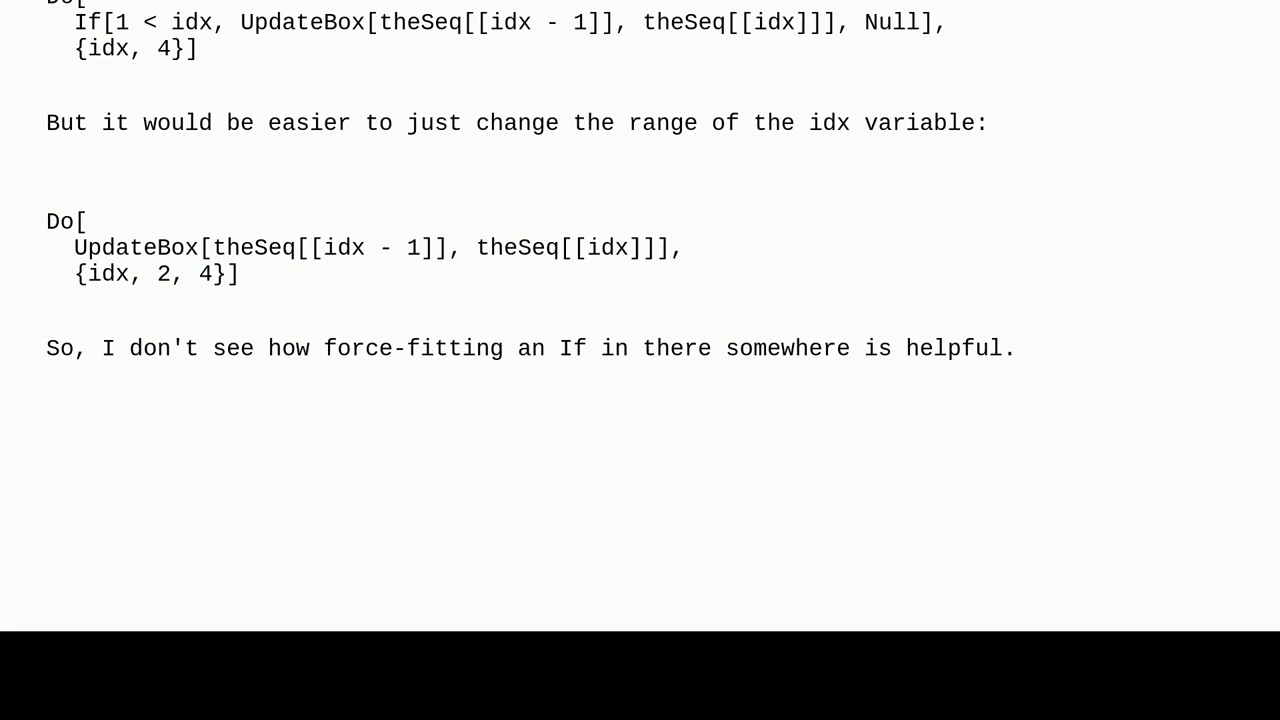 Do[
  If[1 < idx, UpdateBox[theSeq[[idx - 1]], theSeq[[idx]]], Null],
  {idx, 4}]
But it would be easier to just change the range of the idx variable:
Do[
  UpdateBox[theSeq[[idx - 1]], theSeq[[idx]]],
  {idx, 2, 4}]
So, I don't see how force-fitting an If in there somewhere is helpful.